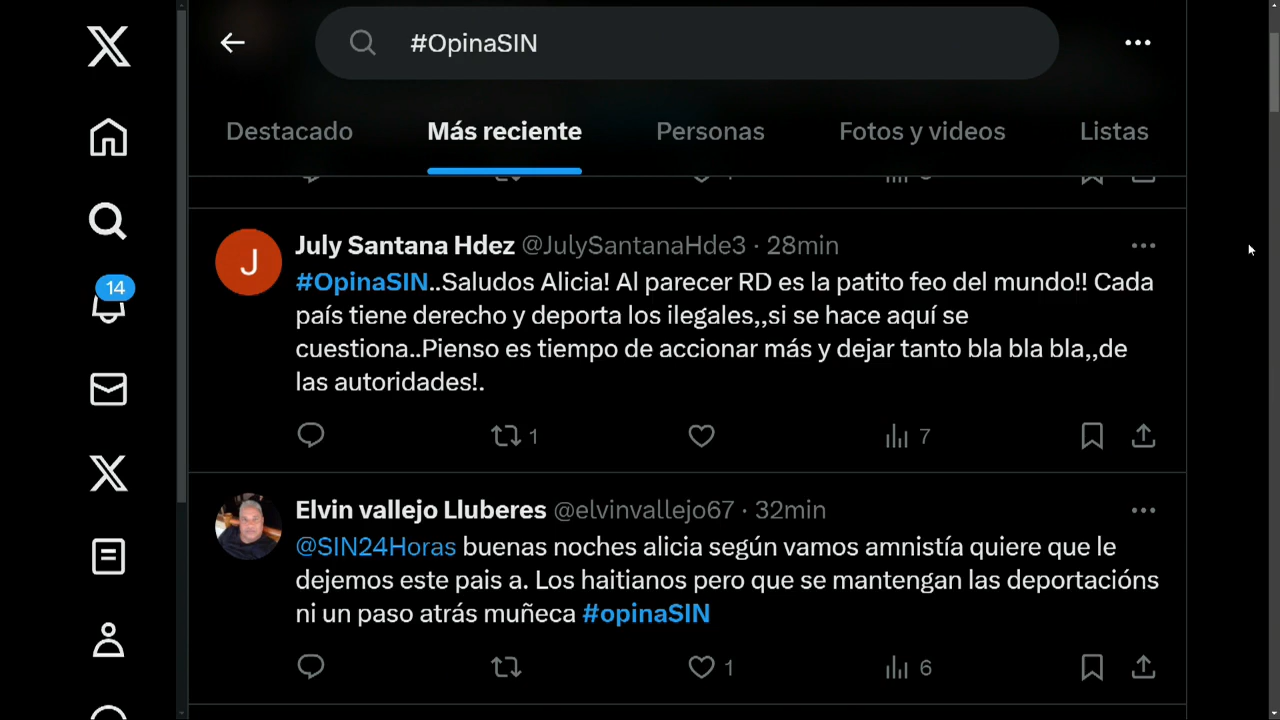 #OpinaSIN
Destacado
Más reciente
Personas
Fotos y videos
Listas
July Santana Hdez @JulySantanaHde3 · 28min
#OpinaSIN..Saludos Alicia! Al parecer RD es la patito feo del mundo!! Cada
país tiene derecho y deporta los ilegales,,si se hace aquí se
cuestiona..Pienso es tiempo de accionar más y dejar tanto bla bla bla,,de
las autoridades!.
1
7
14
J
Elvin vallejo Lluberes @elvinvallejo67 · 32min
@SIN24Horas buenas noches alicia según vamos amnistía quiere que le
dejemos este pais a. Los haitianos pero que se mantengan las deportacións
ni un paso atrás muñeca #opinaSIN
1
6